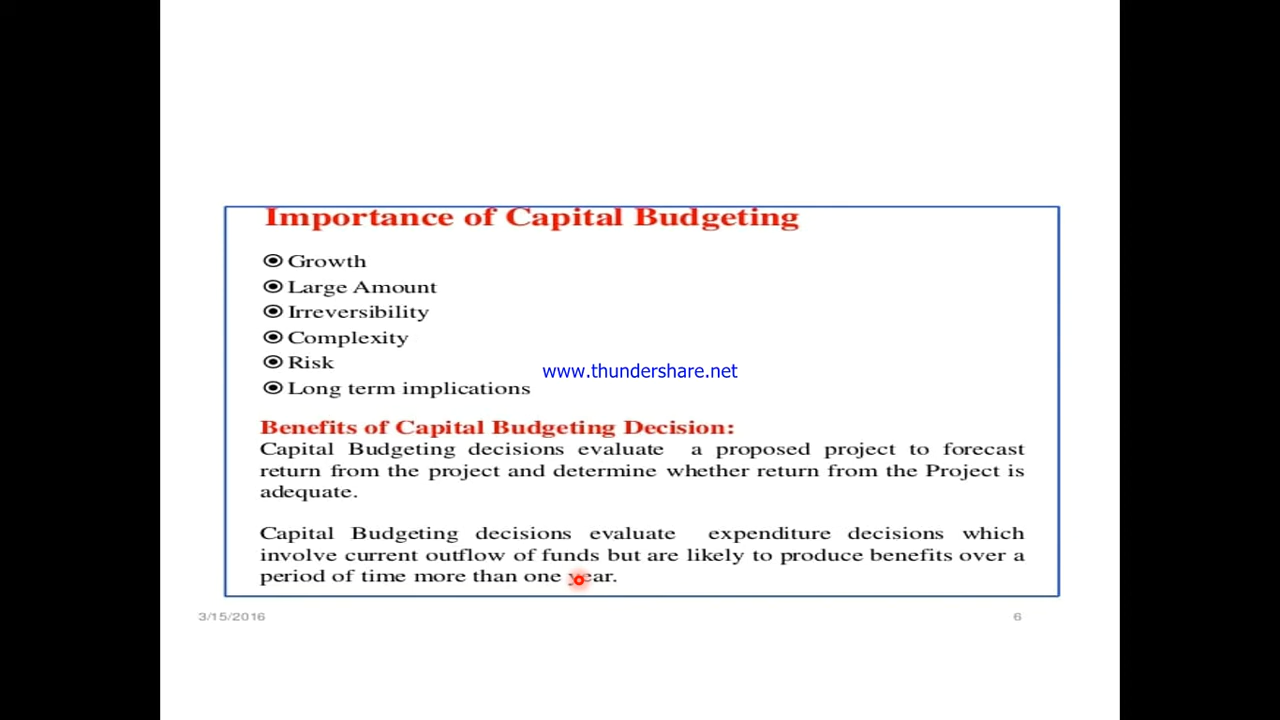 Importance of Capital Budgeting
Growth
Large Amount
Irreversibility
Complexity
Risk
www.thundershare.net
Long term implications
Benefits of Capital Budgeting Decision:
Capital Budgeting decisions evaluate a proposed project to forecast
return from the project and determine whether return from the Project is
adequate.
Capital Budgeting decisions evaluate expenditure decisions which
involve current outflow of funds but are likely to produce benefits over a
period of time more than one year.
3/15/2016
6